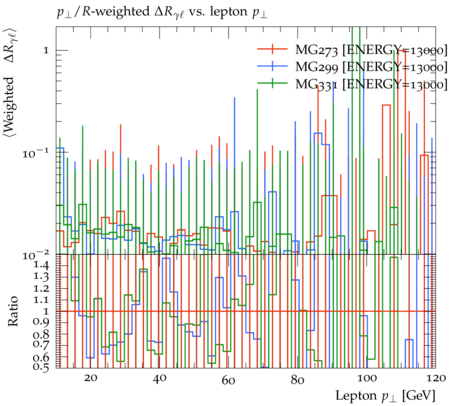 p⊥/R-weighted ΔRγℓ vs. lepton p⊥
⟨Weighted ΔRγℓ⟩
MG273 [ENERGY=13000]
MG299 [ENERGY=13000]
MG331 [ENERGY=13000]
1
10⁻¹
10⁻²
Ratio
1.4
1.3
1.2
1.1
1
0.9
0.8
0.7
0.6
0.5
20 40 60 80 100 120
Lepton p⊥ [GeV]